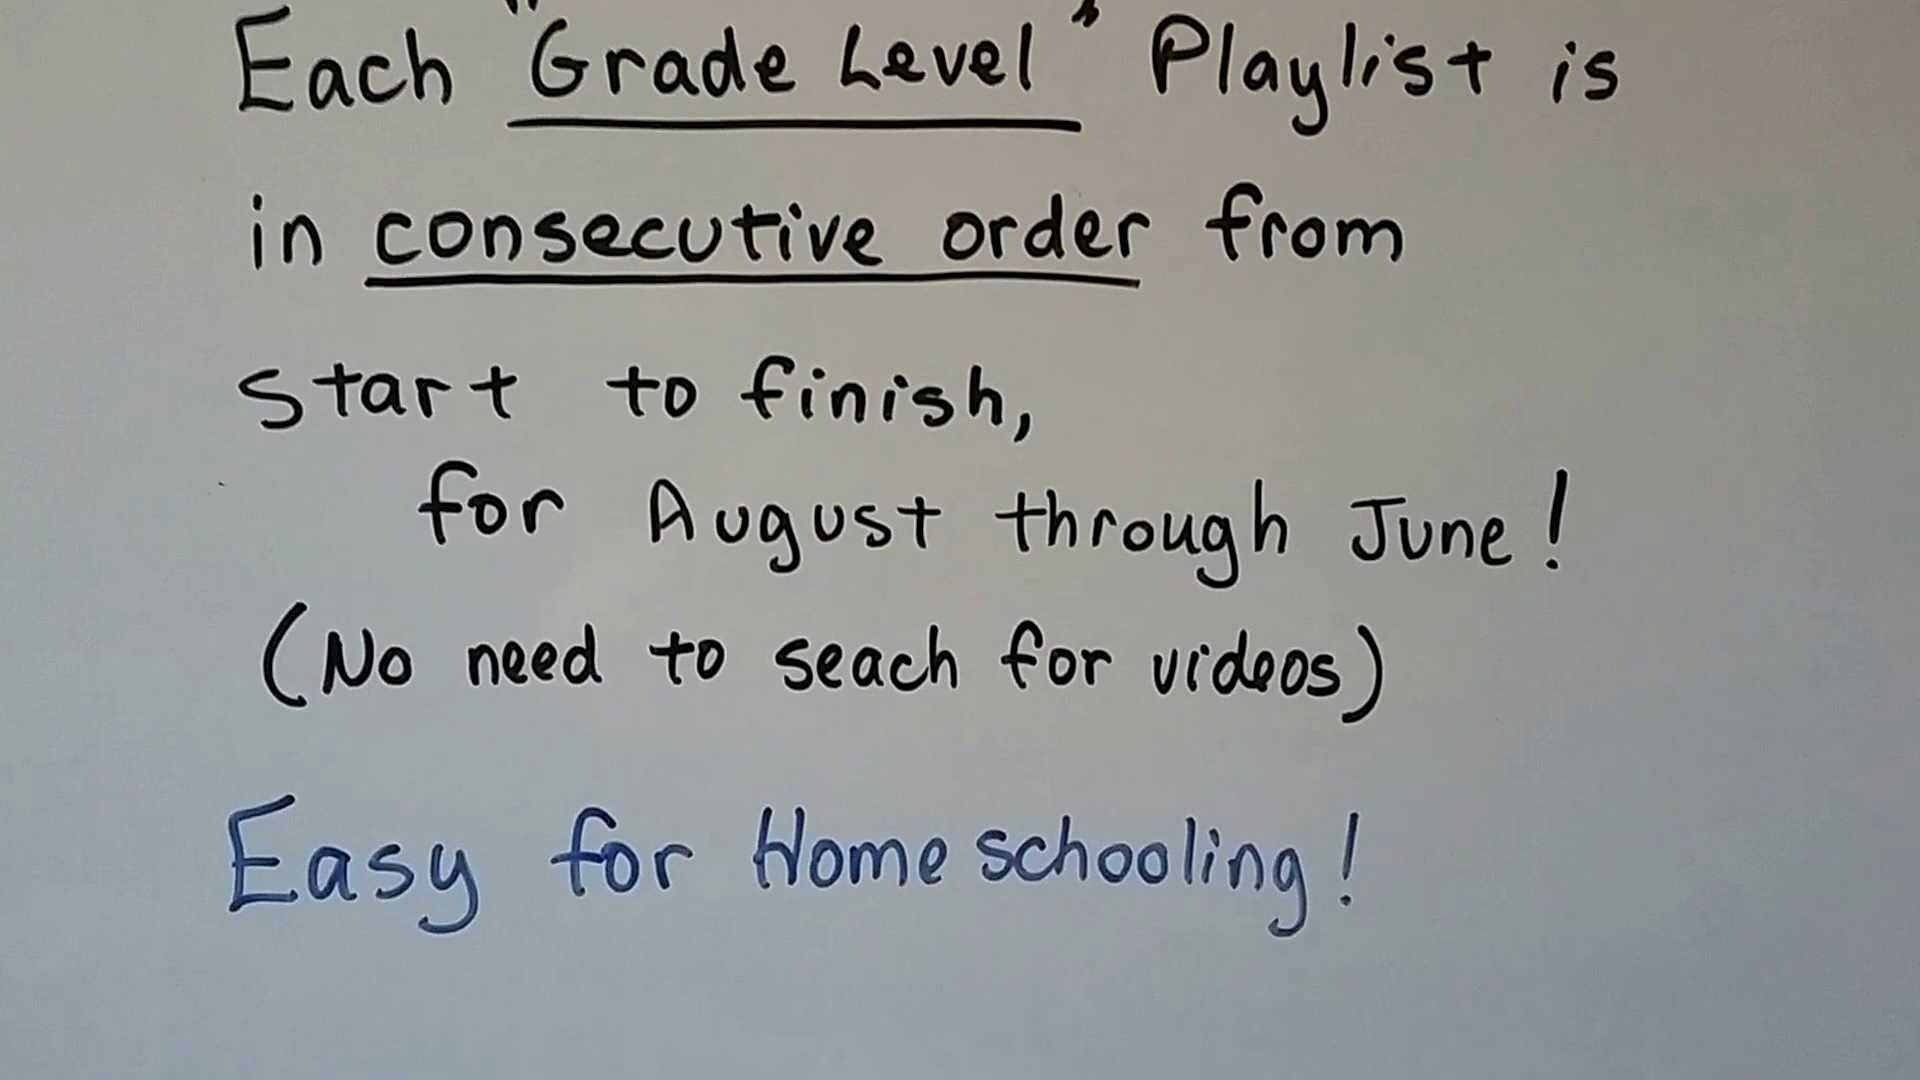 Each "Grade Level" Playlist is
in consecutive order from
start to finish,
for August through June!
(No need to seach for videos)
Easy for Homeschooling!